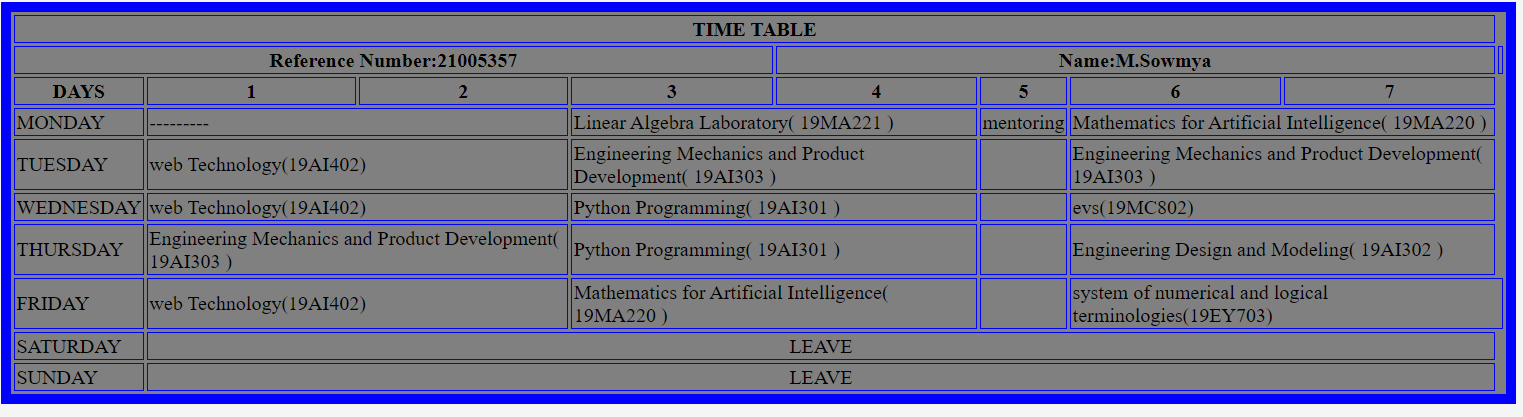 TIME TABLE
Reference Number:21005357 Name:M.Sowmya
DAYS 1 2 3 4 5 6 7
MONDAY --------- Linear Algebra Laboratory( 19MA221 ) mentoring Mathematics for Artificial Intelligence( 19MA220 )
TUESDAY web Technology(19AI402)
Engineering Mechanics and Product
Development( 19AI303 )
Engineering Mechanics and Product Development(
19AI303 )
WEDNESDAY web Technology(19AI402) Python Programming( 19AI301 ) evs(19MC802)
THURSDAY
Engineering Mechanics and Product Development(
19AI303 )
Python Programming( 19AI301 ) Engineering Design and Modeling( 19AI302 )
FRIDAY web Technology(19AI402)
Mathematics for Artificial Intelligence(
19MA220 )
system of numerical and logical
terminologies(19EY703)
SATURDAY LEAVE
SUNDAY LEAVE